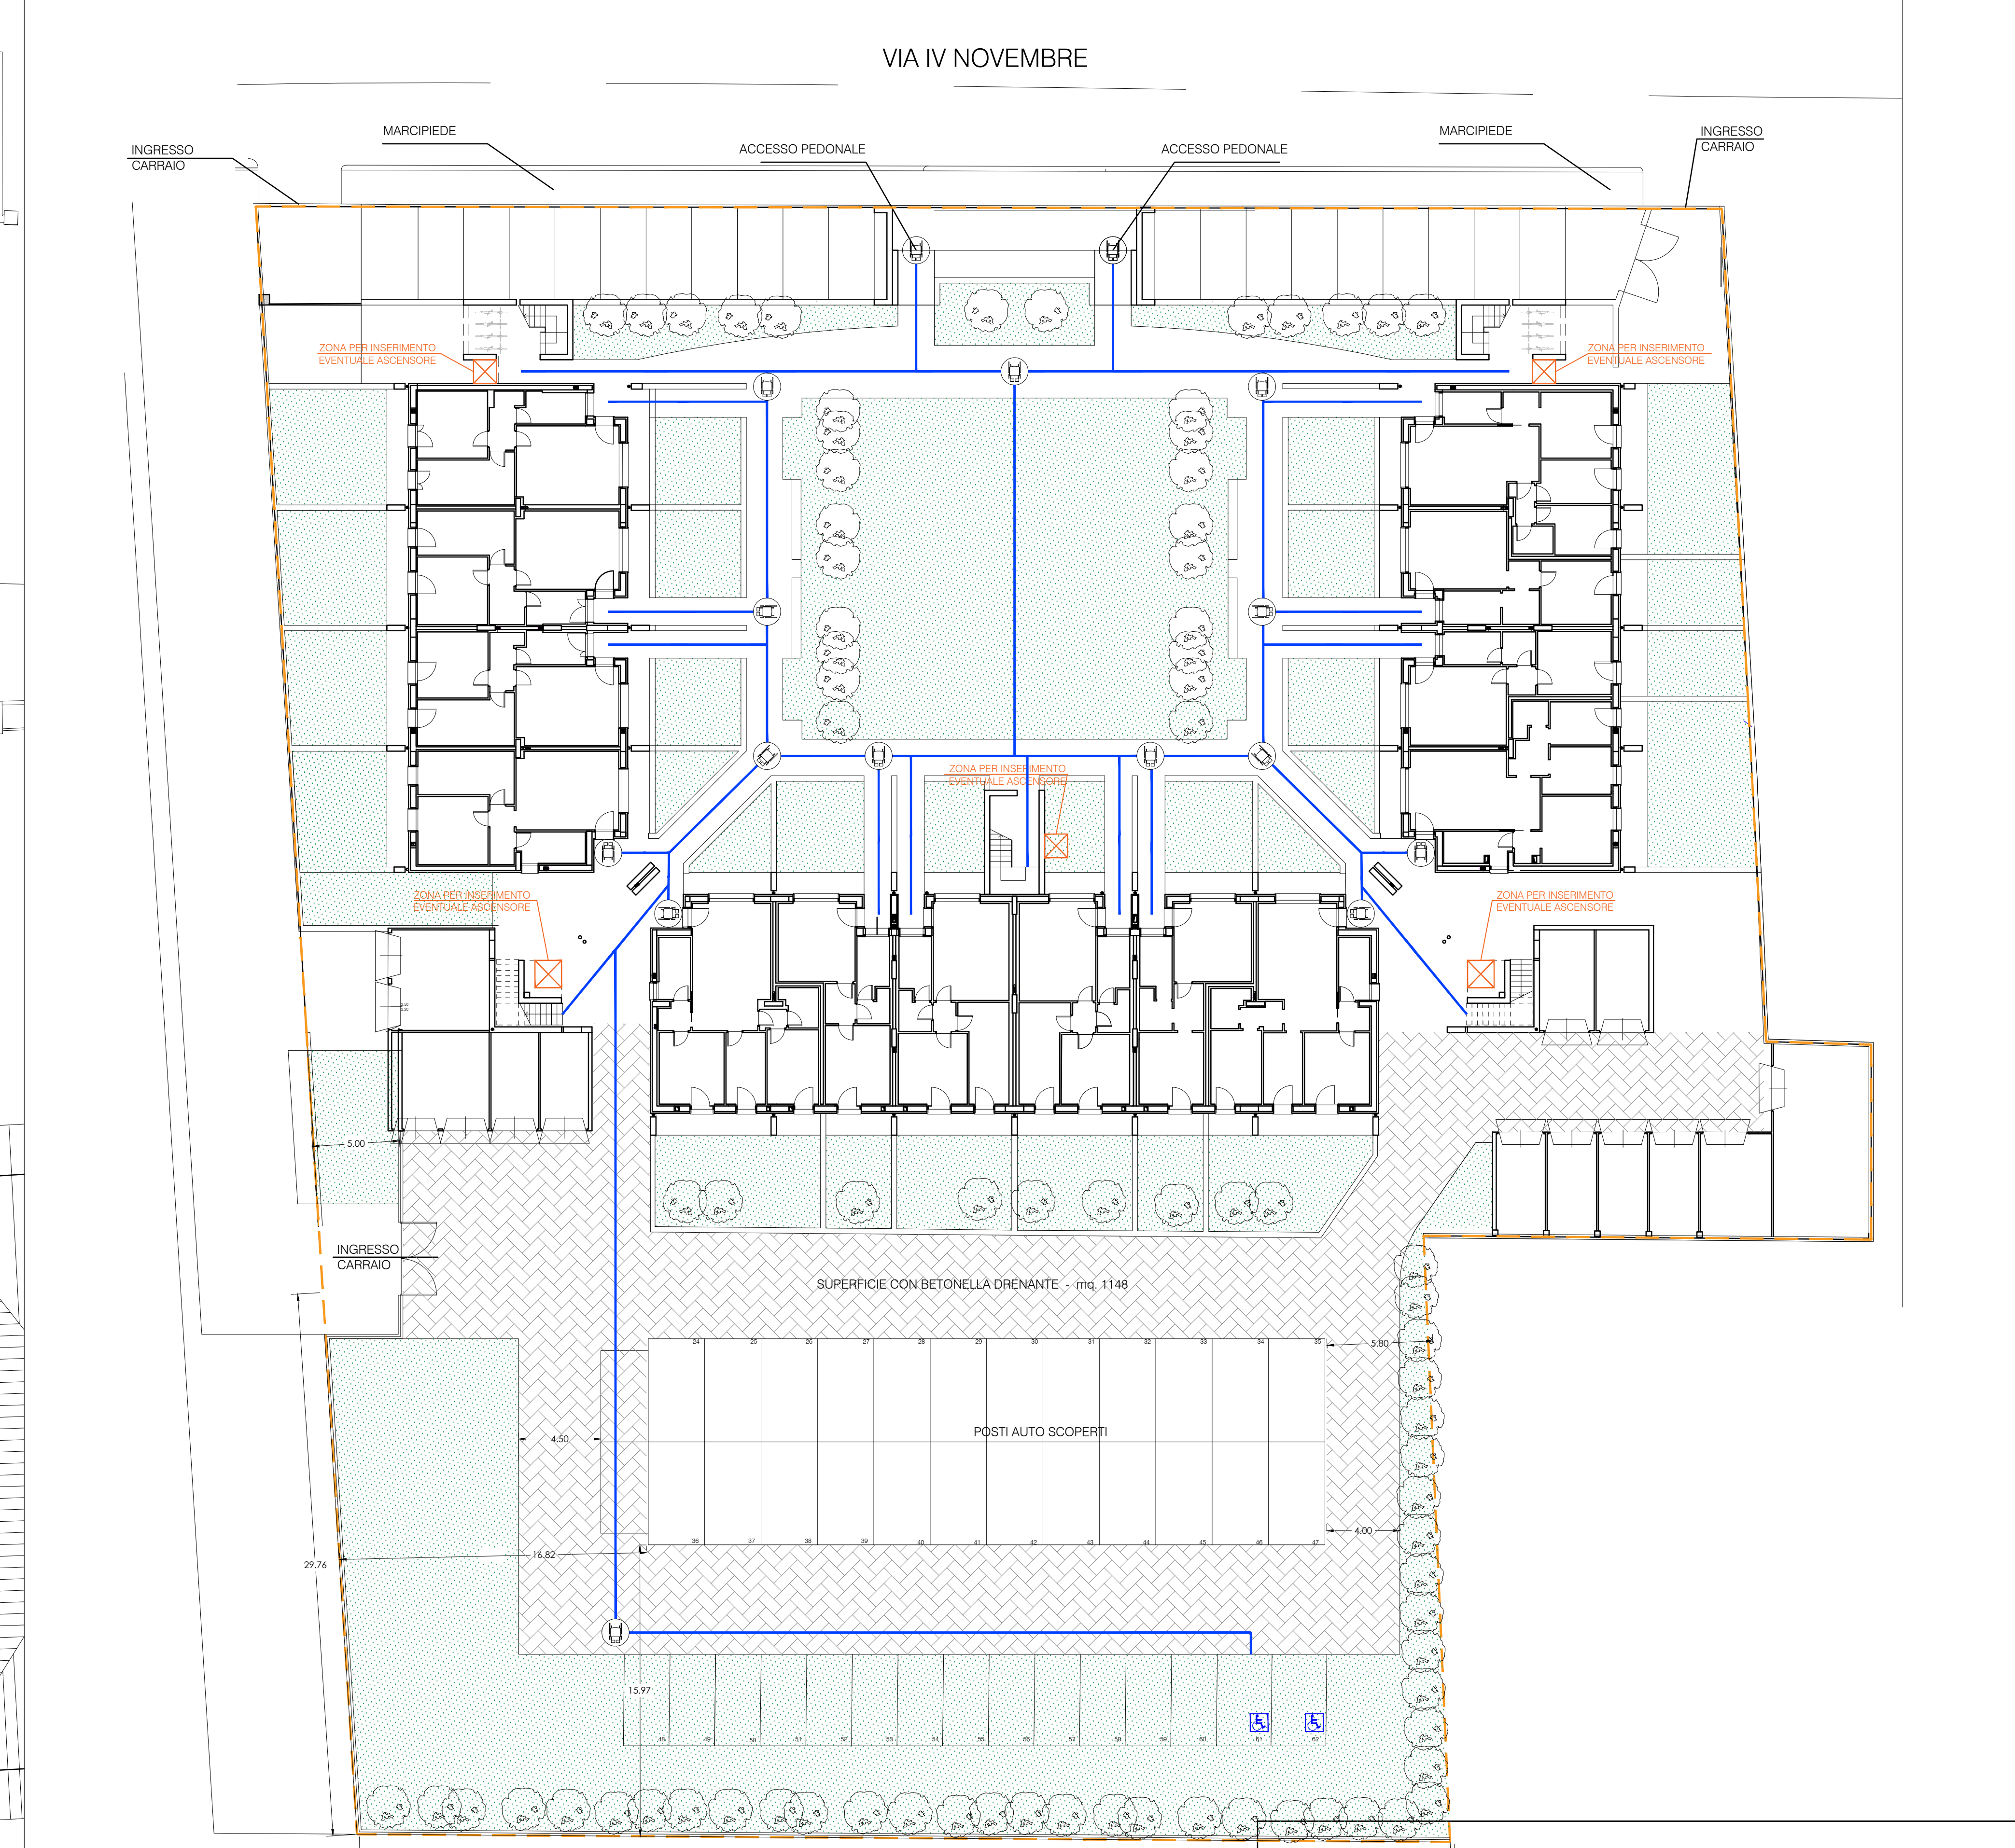 VIA IV NOVEMBRE
MARCIPIEDE
MARCIPIEDE
INGRESSO
CARRAIO
ACCESSO PEDONALE
ACCESSO PEDONALE
INGRESSO
CARRAIO
ZONA PER INSERIMENTO
EVENTUALE ASCENSORE
ZONA PER INSERIMENTO
EVENTUALE ASCENSORE
ZONA PER INSERIMENTO
EVENTUALE ASCENSORE
ZONA PER INSERIMENTO
EVENTUALE ASCENSORE
ZONA PER INSERIMENTO
EVENTUALE ASCENSORE
5.00
INGRESSO
CARRAIO
SUPERFICIE CON BETONELLA DRENANTE - mq. 1148
24 25 26 27 28 29 30 31 32 33 34 35
5.80
POSTI AUTO SCOPERTI
4.50
4.00
36 37 38 39 40 41 42 43 44 45 46 47
16.82
29.76
15.97
48 49 50 51 52 53 54 55 56 57 58 59 60 61 62